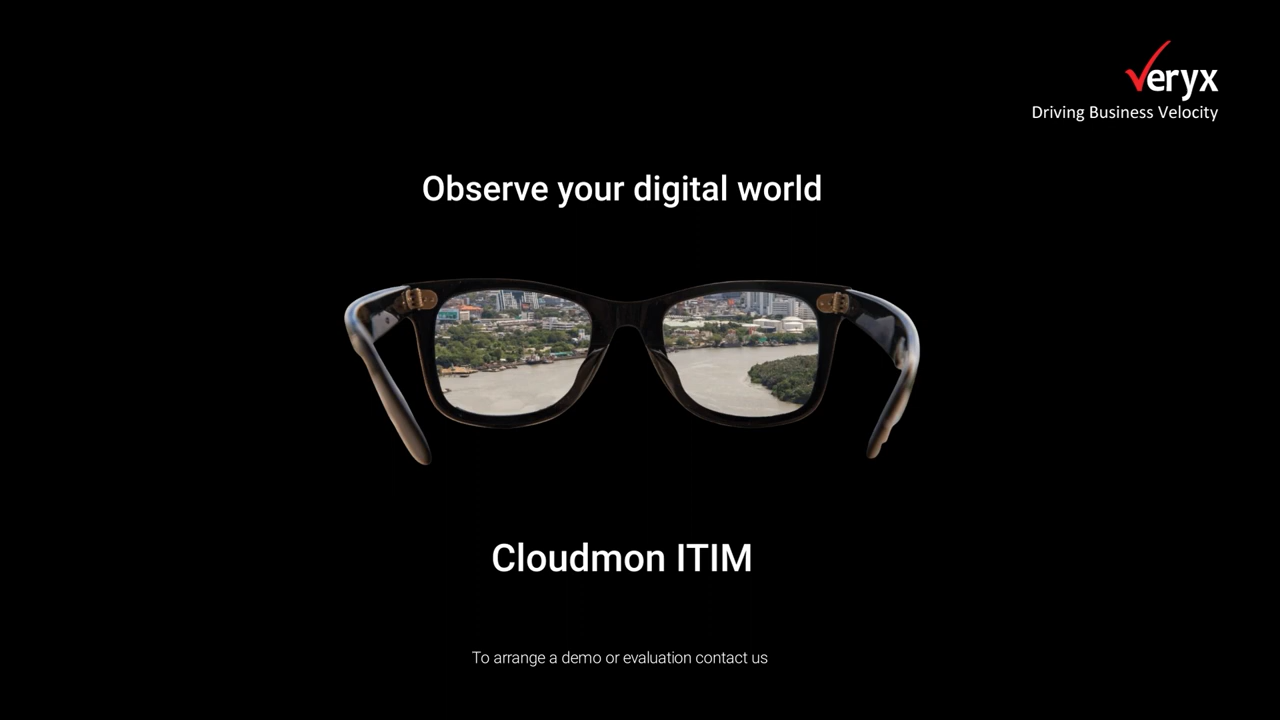 Veryx
Driving Business Velocity
Observe your digital world
Cloudmon ITIM
To arrange a demo or evaluation contact us